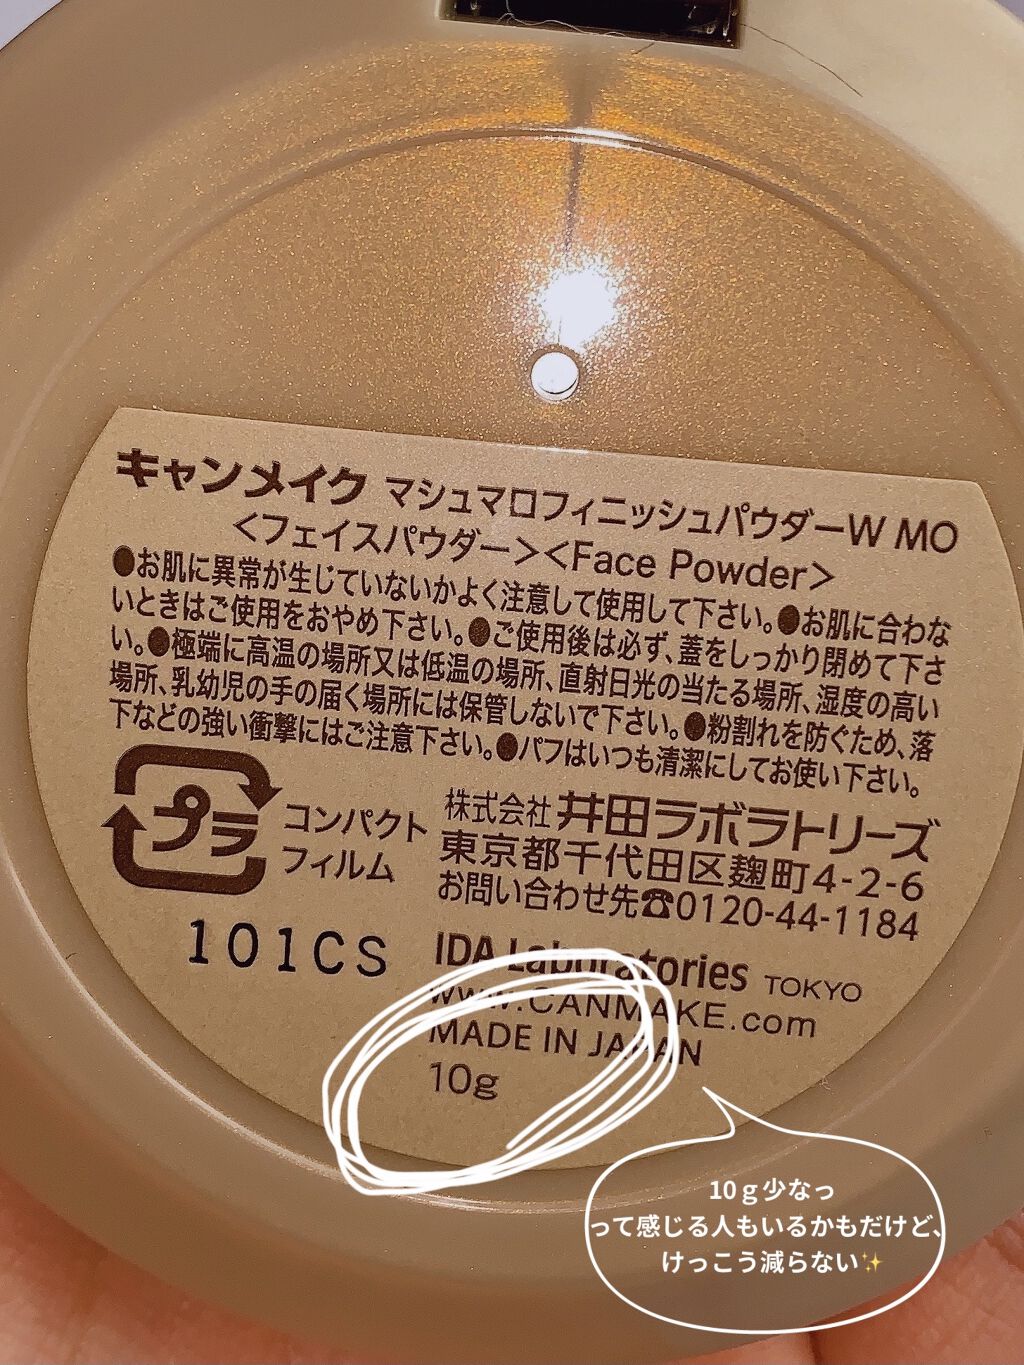 キャンメイク マシュマロフィニッシュパウダーW MO
<フェイスパウダー><Face Powder>
●お肌に異常が生じていないかよく注意して使用して下さい。●お肌に合わな
いときはご使用をおやめ下さい。●ご使用後は必ず、蓋をしっかり閉めて下さ
い。●極端に高温の場所又は低温の場所、直射日光の当たる場所、湿度の高い
場所、乳幼児の手の届く場所には保管しないで下さい。●粉割れを防ぐため、落
下などの強い衝撃にはご注意下さい。●パフはいつも清潔にしてお使い下さい。
プラ
コンパクト
フィルム
株式会社 井田ラボラトリーズ
東京都千代田区麹町4-2-6
お問い合わせ先☎0120-44-1184
101CS
IDA Laboratories TOKYO
www.CANMAKE.com
MADE IN JAPAN
10g
10ｇ少なっ
って感じる人もいるかもだけど、
けっこう減らない✨